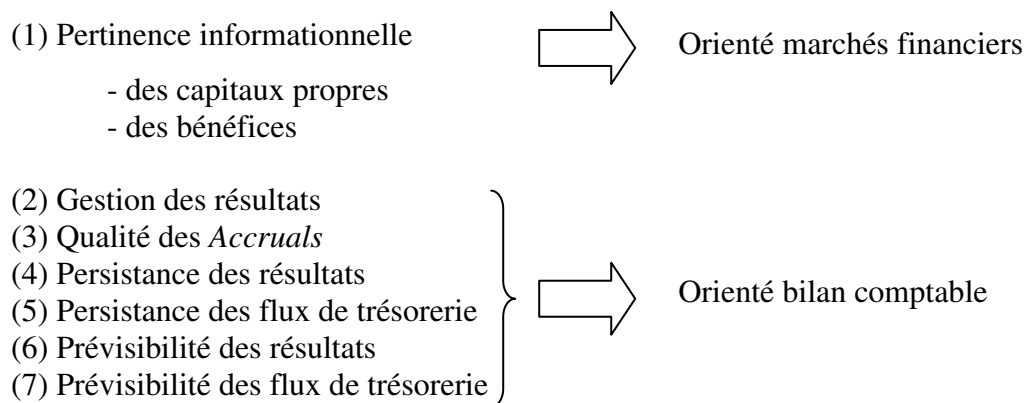 (1) Pertinence informationnelle
Orienté marchés financiers
- des capitaux propres
- des bénéfices
(2) Gestion des résultats
(3) Qualité des Accruals
(4) Persistance des résultats
(5) Persistance des flux de trésorerie
(6) Prévisibilité des résultats
(7) Prévisibilité des flux de trésorerie
Orienté bilan comptable